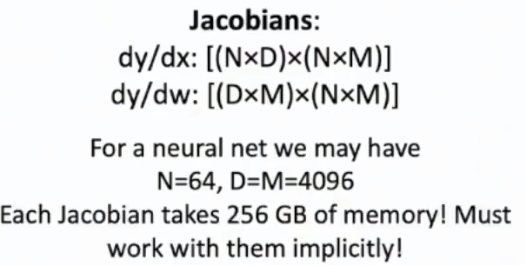 Jacobians:
dy/dx: [(N×D)×(N×M)]
dy/dw: [(D×M)×(N×M)]
For a neural net we may have
N=64, D=M=4096
Each Jacobian takes 256 GB of memory! Must
work with them implicitly!